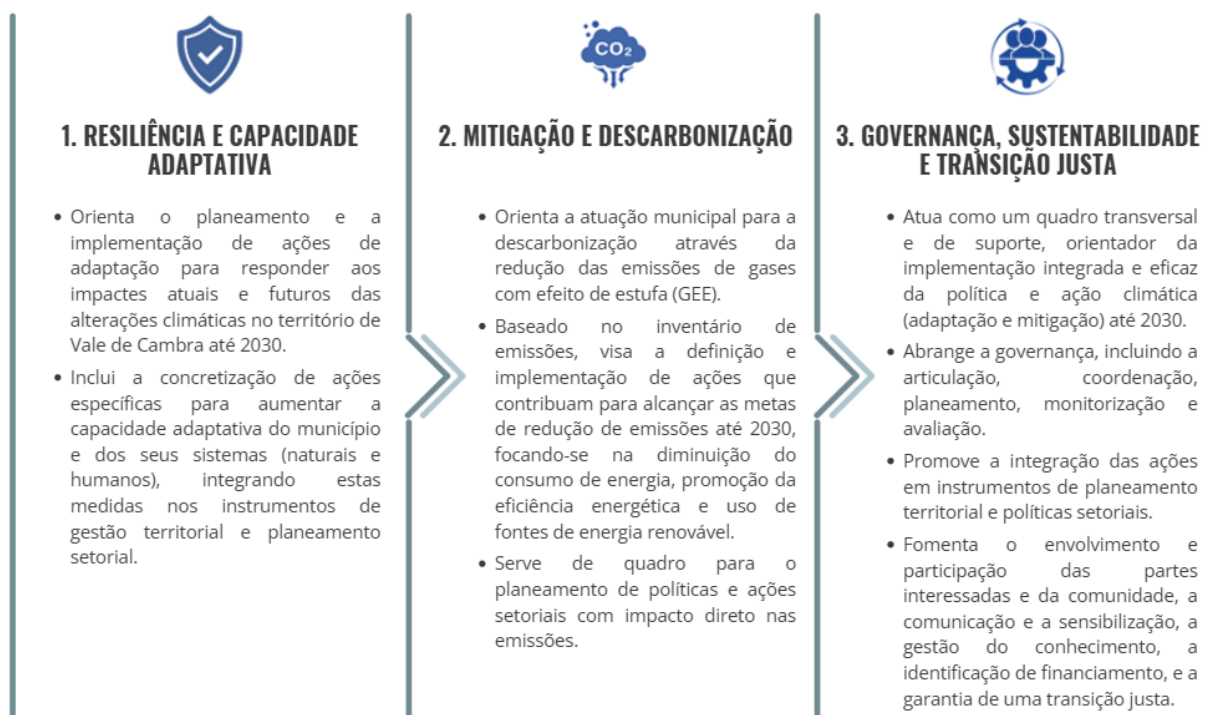 CO₂
1. RESILIÊNCIA E CAPACIDADE
ADAPTATIVA
• Orienta o planeamento e a
implementação de ações de
adaptação para responder aos
impactes atuais e futuros das
alterações climáticas no território de
Vale de Cambra até 2030.
• Inclui a concretização de ações
específicas para aumentar a
capacidade adaptativa do município
e dos seus sistemas (naturais e
humanos), integrando estas
medidas nos instrumentos de
gestão territorial e planeamento
setorial.
2. MITIGAÇÃO E DESCARBONIZAÇÃO
• Orienta a atuação municipal para a
descarbonização através da
redução das emissões de gases
com efeito de estufa (GEE).
• Baseado no inventário de
emissões, visa a definição e
implementação de ações que
contribuam para alcançar as metas
de redução de emissões até 2030,
focando-se na diminuição do
consumo de energia, promoção da
eficiência energética e uso de
fontes de energia renovável.
• Serve de quadro para o
planeamento de políticas e ações
setoriais com impacto direto nas
emissões.
3. GOVERNANÇA, SUSTENTABILIDADE
E TRANSIÇÃO JUSTA
• Atua como um quadro transversal
e de suporte, orientador da
implementação integrada e eficaz
da política e ação climática
(adaptação e mitigação) até 2030.
• Abrange a governança, incluindo a
articulação, coordenação,
planeamento, monitorização e
avaliação.
• Promove a integração das ações
em instrumentos de planeamento
territorial e políticas setoriais.
• Fomenta o envolvimento e
participação das partes
interessadas e da comunidade, a
comunicação e a sensibilização, a
gestão do conhecimento, a
identificação de financiamento, e a
garantia de uma transição justa.